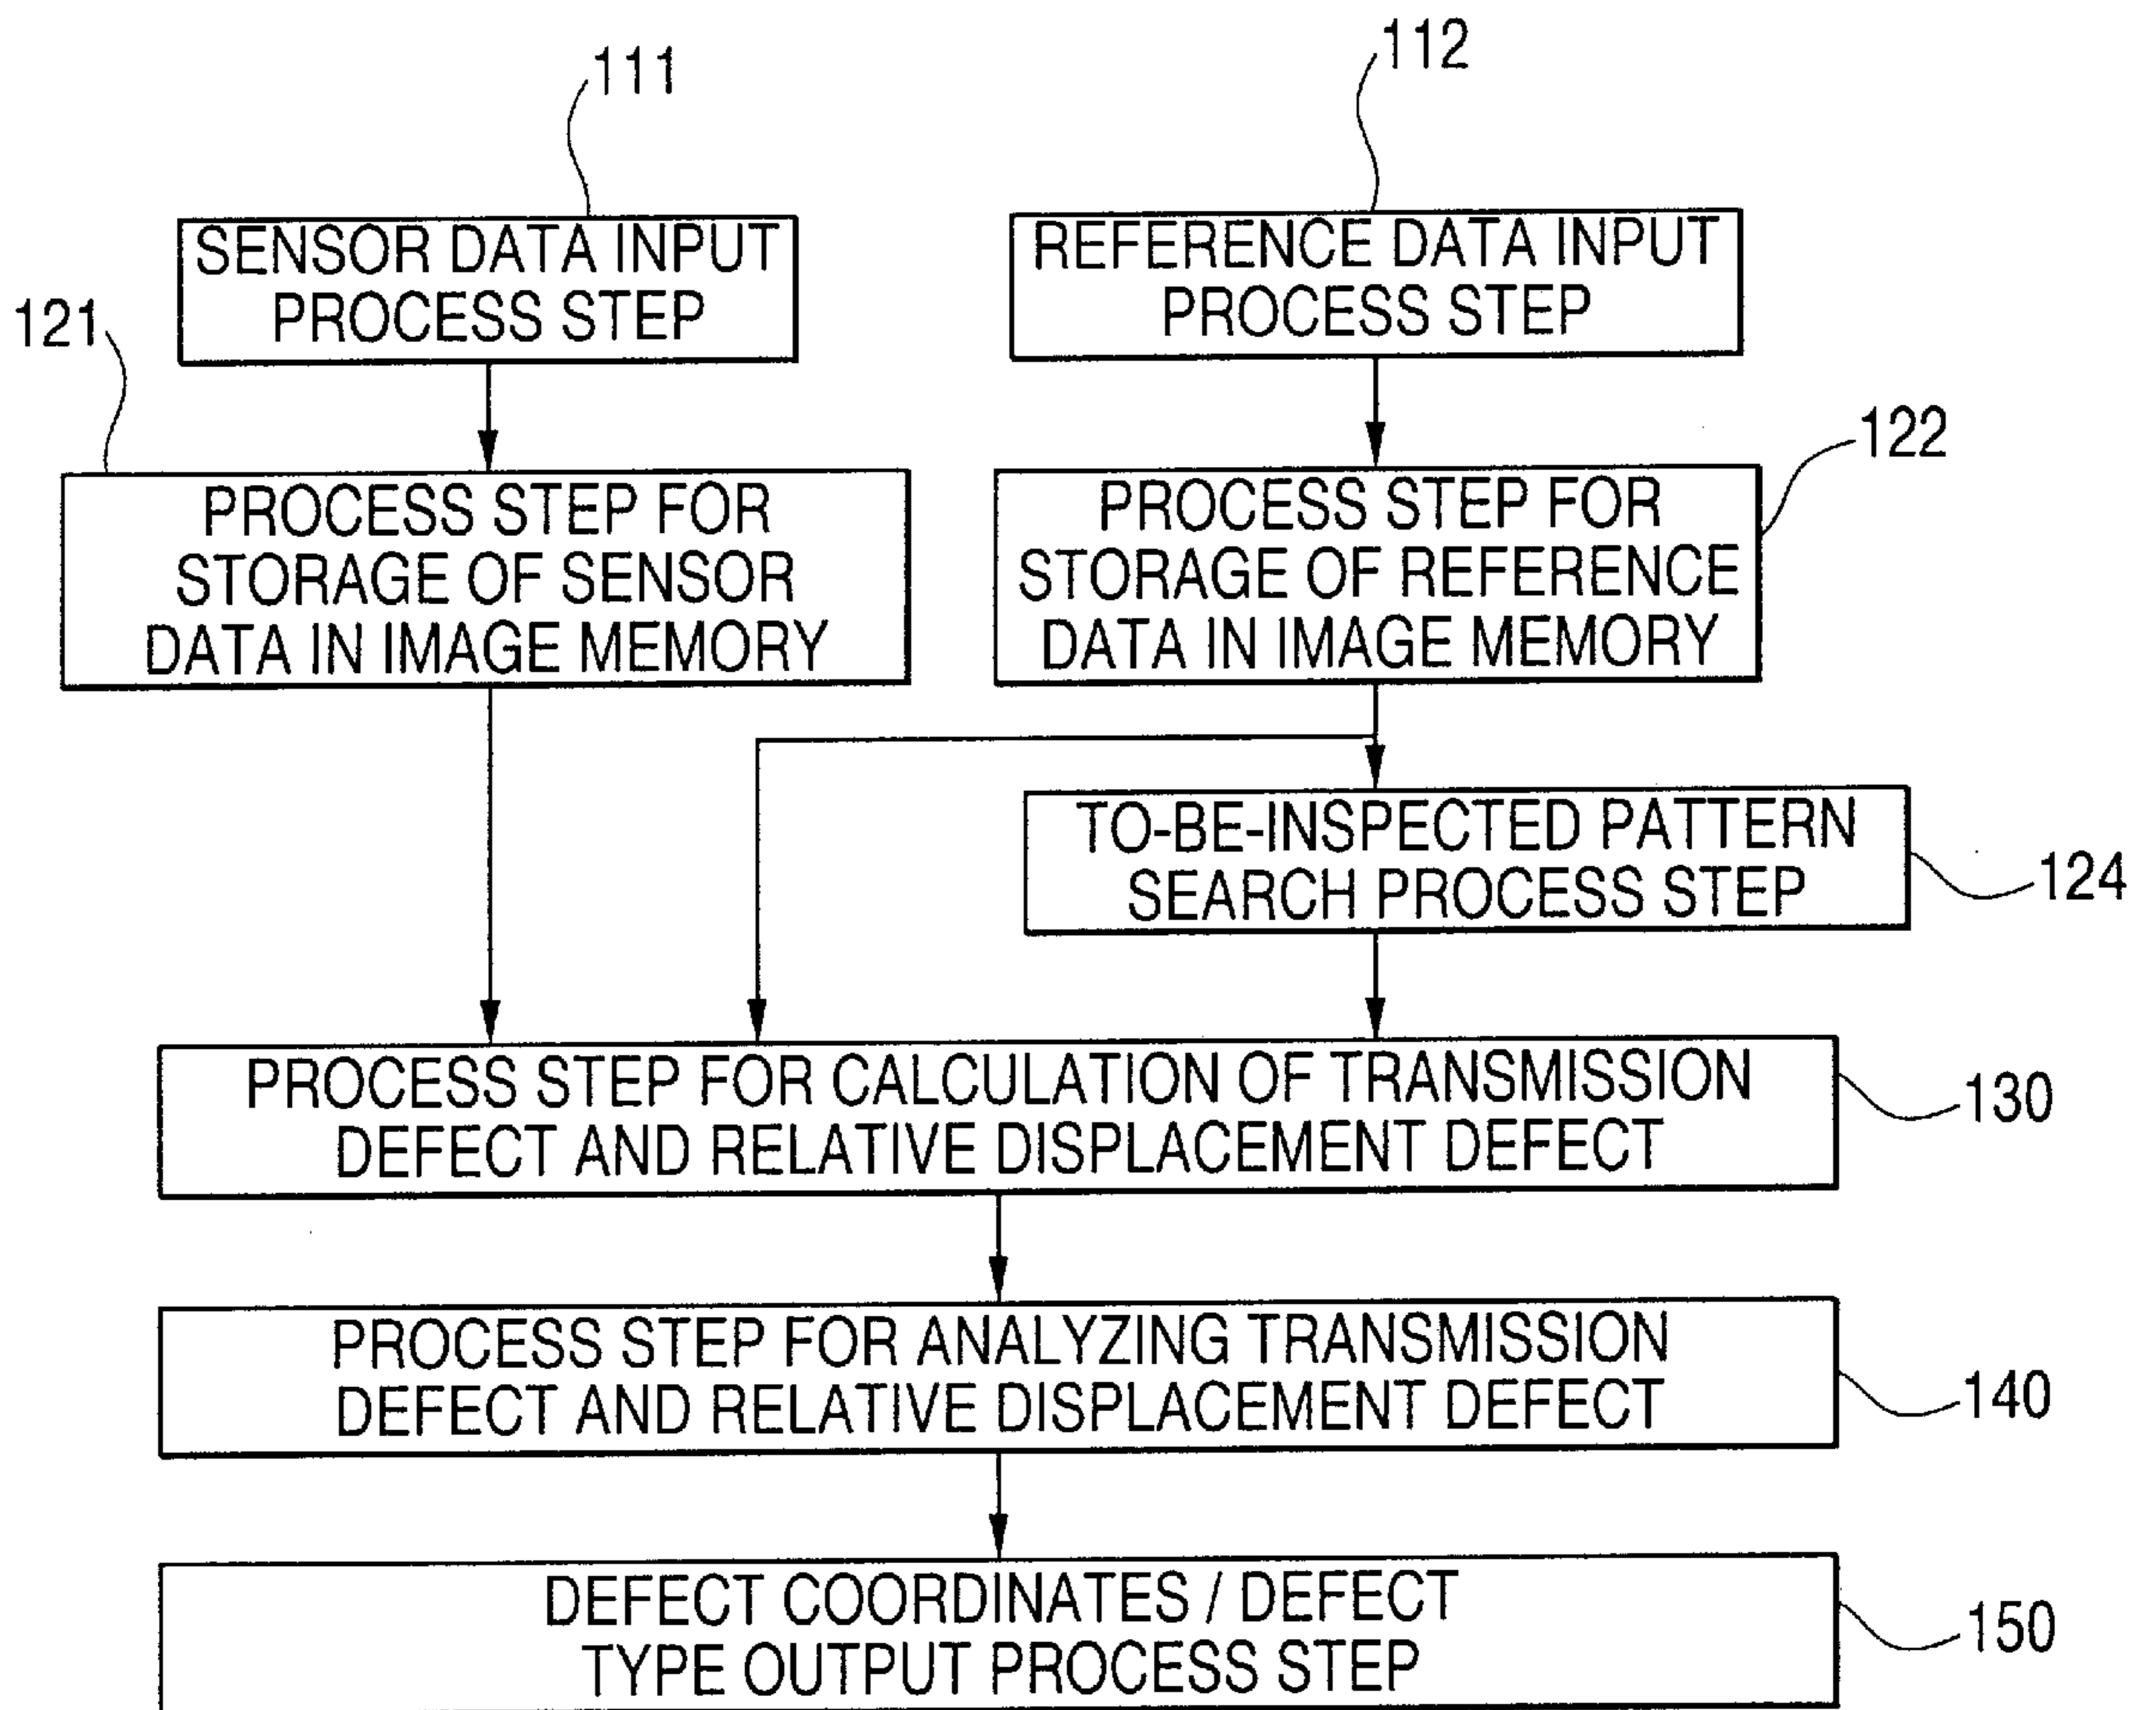 111
112
SENSOR DATA INPUT
PROCESS STEP
REFERENCE DATA INPUT
PROCESS STEP
121
122
PROCESS STEP FOR
STORAGE OF SENSOR
DATA IN IMAGE MEMORY
PROCESS STEP FOR
STORAGE OF REFERENCE
DATA IN IMAGE MEMORY
TO-BE-INSPECTED PATTERN
SEARCH PROCESS STEP
124
PROCESS STEP FOR CALCULATION OF TRANSMISSION
DEFECT AND RELATIVE DISPLACEMENT DEFECT
130
PROCESS STEP FOR ANALYZING TRANSMISSION
DEFECT AND RELATIVE DISPLACEMENT DEFECT
140
DEFECT COORDINATES / DEFECT
TYPE OUTPUT PROCESS STEP
150